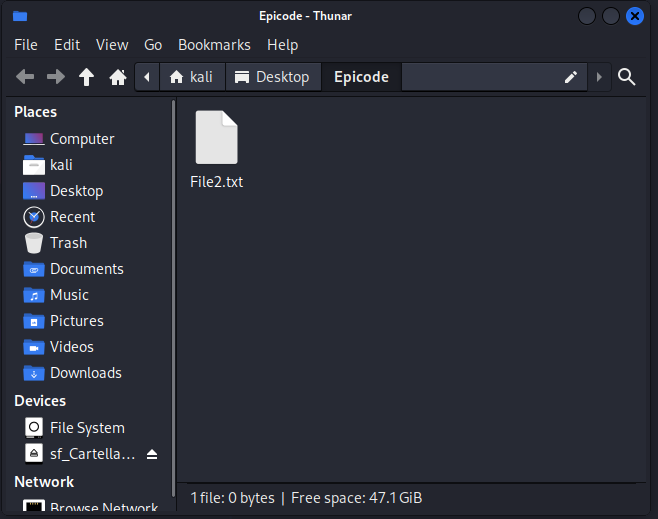 Epicode - Thunar
File Edit View Go Bookmarks Help
kali Desktop Epicode
Places
Computer
kali
Desktop
Recent
Trash
Documents
Music
Pictures
Videos
Downloads
Devices
File System
sf_Cartella...
Network
Browse Network
File2.txt
1 file: 0 bytes | Free space: 47.1 GiB